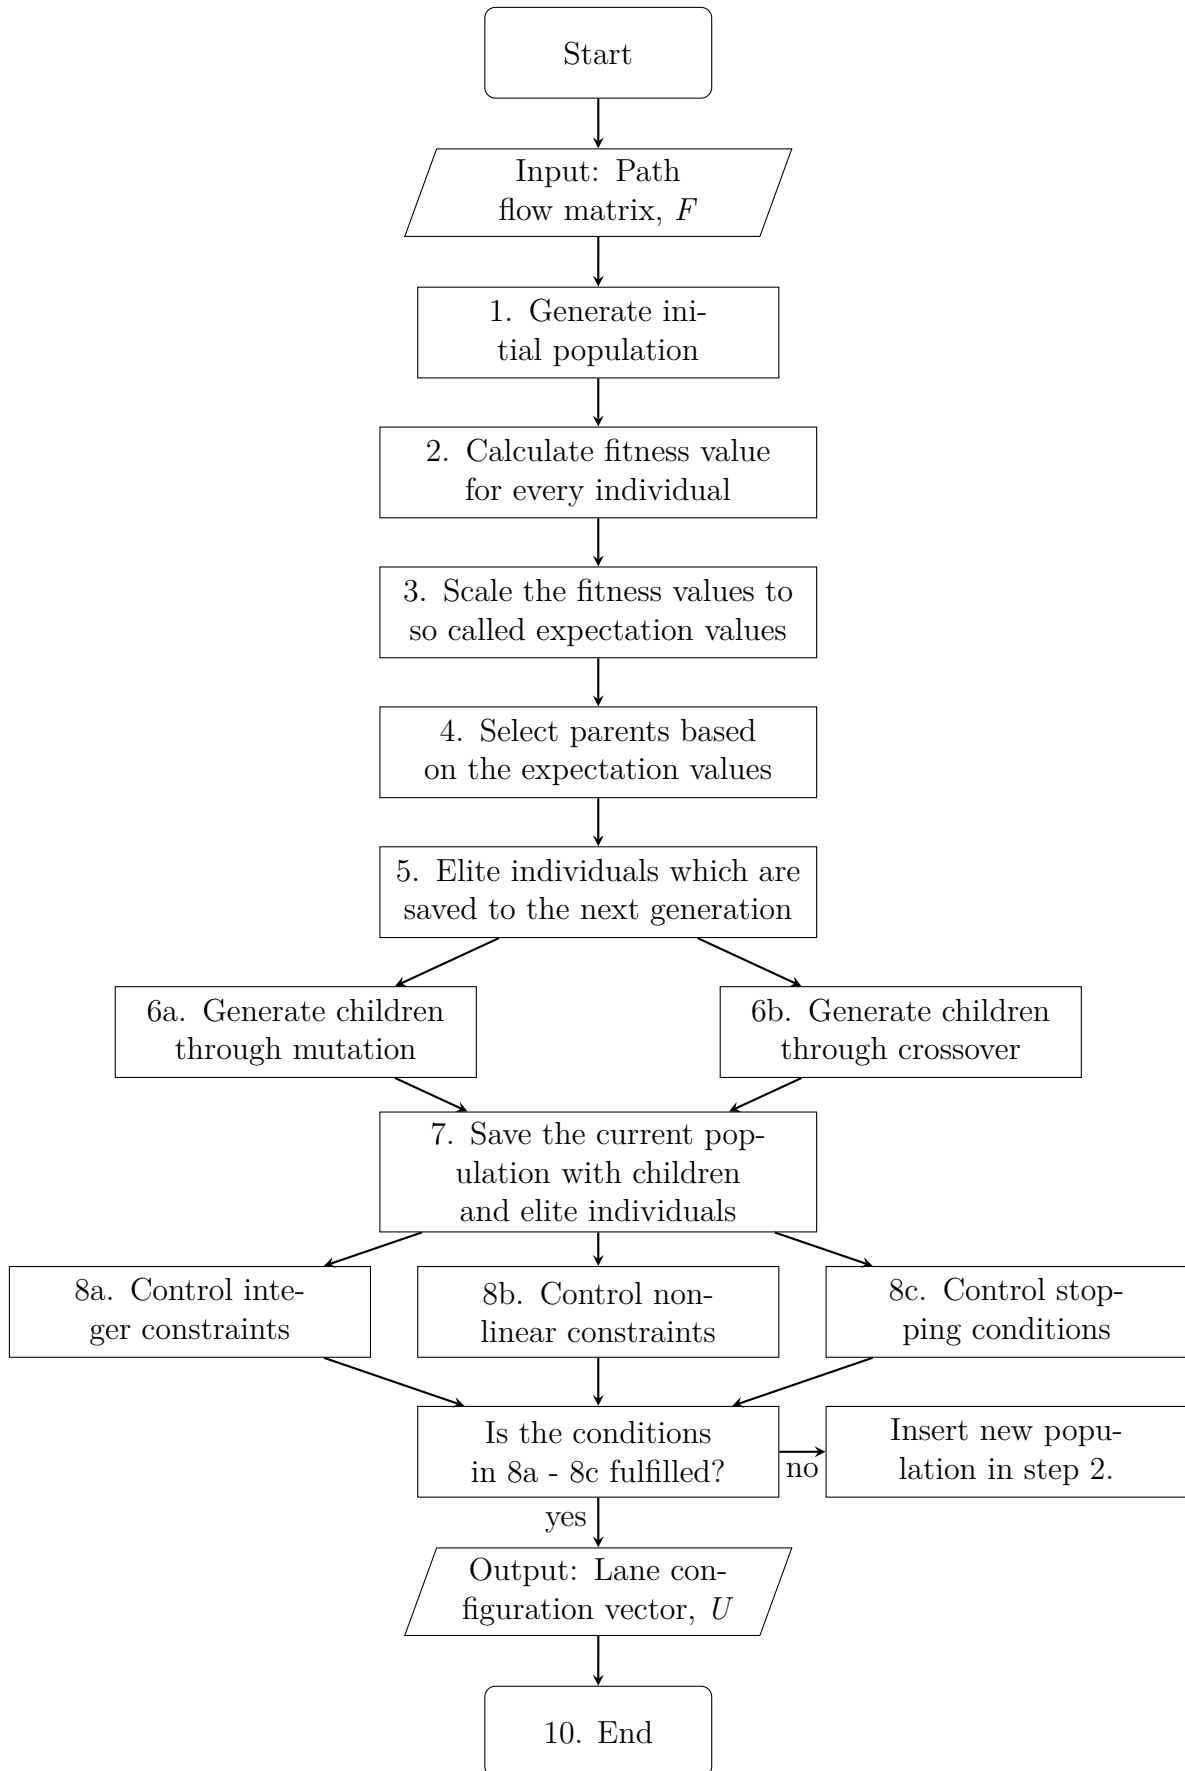 Start
Input: Path
flow matrix, F
1. Generate ini-
tial population
2. Calculate fitness value
for every individual
3. Scale the fitness values to
so called expectation values
4. Select parents based
on the expectation values
5. Elite individuals which are
saved to the next generation
6a. Generate children
through mutation
6b. Generate children
through crossover
7. Save the current pop-
ulation with children
and elite individuals
8a. Control inte-
ger constraints
8b. Control non-
linear constraints
8c. Control stop-
ping conditions
Is the conditions
in 8a - 8c fulfilled?
no
Insert new popu-
lation in step 2.
yes
Output: Lane con-
figuration vector, U
10. End